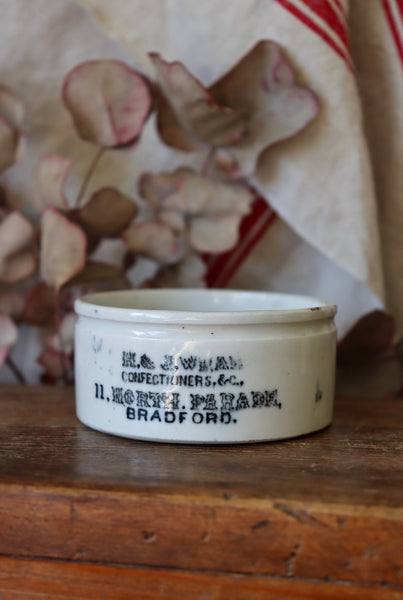 & J. 
CONFECTIONERS, &C.,
11, NORTH. PARADE,
BRADFORD.